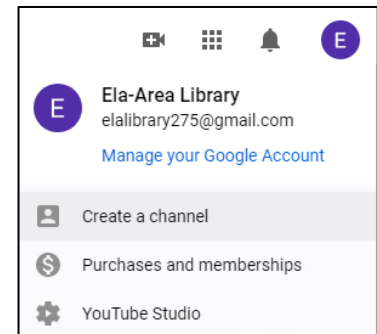 E
E
Ela-Area Library
elalibrary275@gmail.com
Manage your Google Account
Create a channel
Purchases and memberships
YouTube Studio